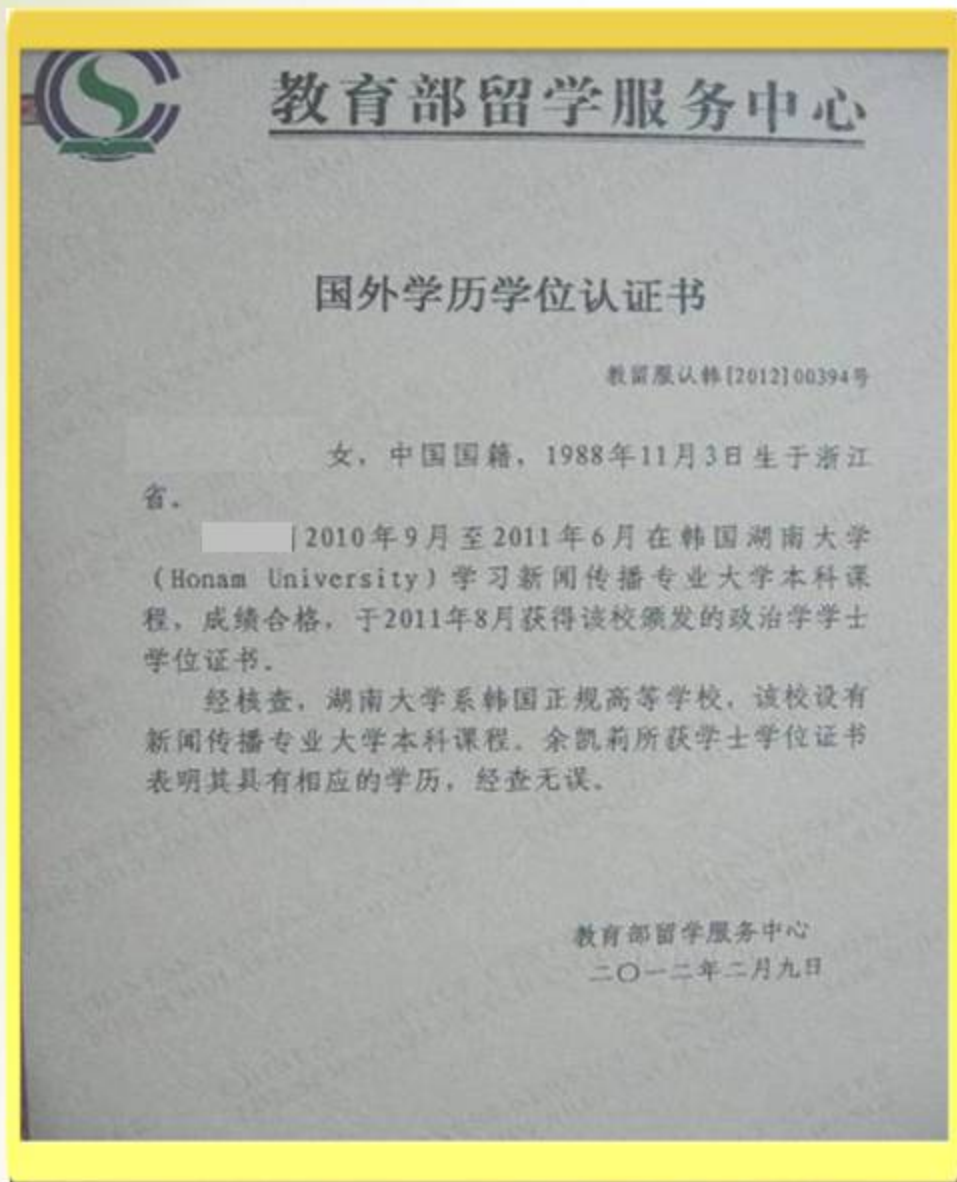 教育部留学服务中心
国外学历学位认证书
教留服认韩[2012]00394号
女，中国国籍，1988年11月3日生于浙江
省。
2010年9月至2011年6月在韩国湖南大学
（Honam University）学习新闻传播专业大学本科课
程，成绩合格，于2011年8月获得该校颁发的政治学学士
学位证书。
经核查，湖南大学系韩国正规高等学校，该校设有
新闻传播专业大学本科课程。余凯莉所获学士学位证书
表明其具有相应的学历，经查无误。
教育部留学服务中心
二〇一二年二月九日